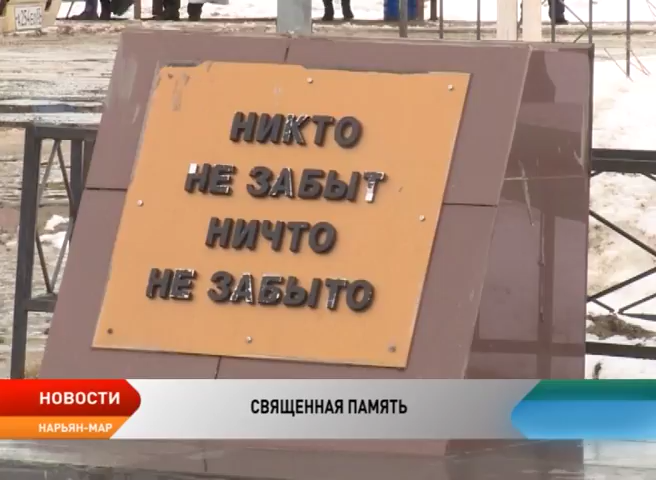 НИКТО
НЕ ЗАБЫТ
НИЧТО
НЕ ЗАБЫТО
НОВОСТИ
СВЯЩЕННАЯ ПАМЯТЬ
НАРЬЯН-МАР